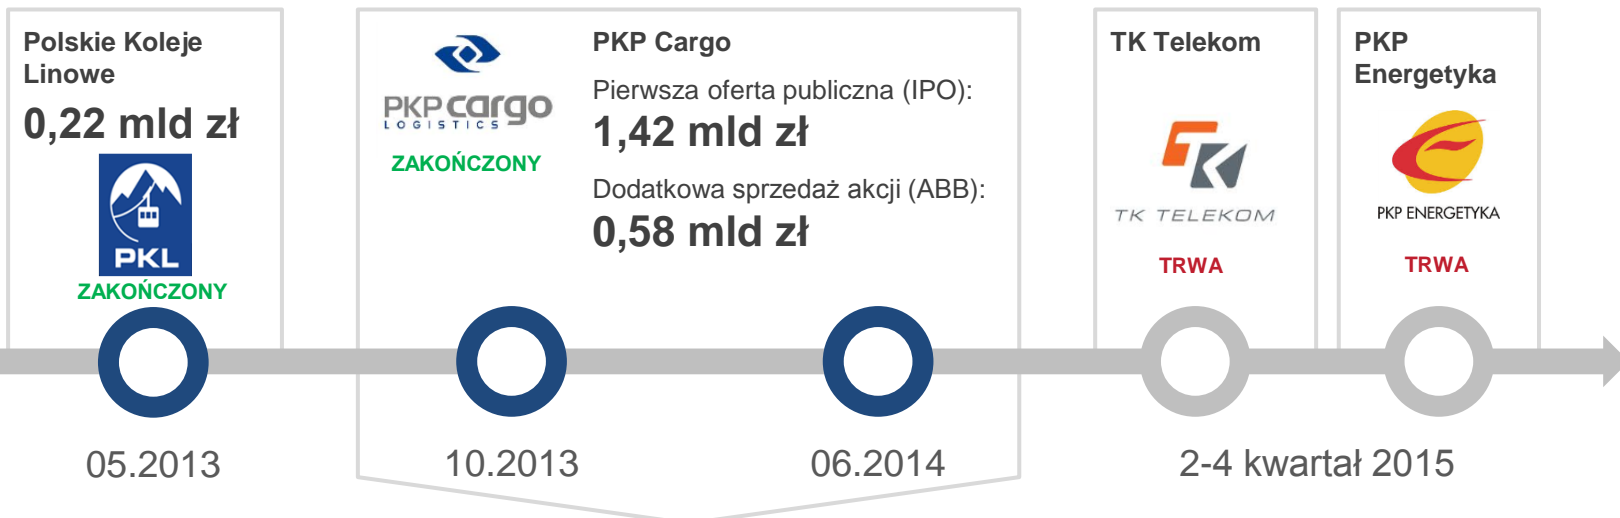 Polskie Koleje
Linowe
0,22 mld zł
PKL
ZAKOŃCZONY
PKP cargo
LOGISTICS
ZAKOŃCZONY
PKP Cargo
Pierwsza oferta publiczna (IPO):
1,42 mld zł
Dodatkowa sprzedaż akcji (ABB):
0,58 mld zł
TK Telekom
TK
TK TELEKOM
TRWA
PKP
Energetyka
PKP ENERGETYKA
TRWA
05.2013
10.2013
06.2014
2-4 kwartał 2015